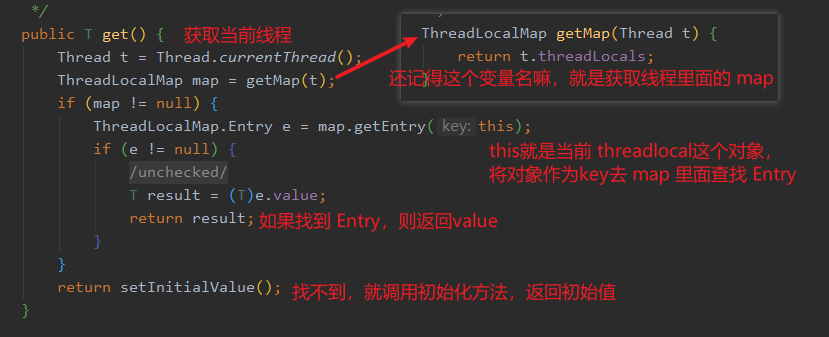 */
public T get() { 获取当前线程
Thread t = Thread.currentThread();
ThreadLocalMap map = getMap(t);
if (map != null) {
ThreadLocalMap.Entry e = map.getEntry( key: this);
if (e != null) {
/unchecked/
T result = (T)e.value;
return result; 如果找到 Entry，则返回value
}
}
return setInitialValue(); 找不到，就调用初始化方法，返回初始值
}
ThreadLocalMap getMap(Thread t) {
return t.threadLocals;
}
还记得这个变量名嘛，就是获取线程里面的 map
this就是当前 threadlocal这个对象，
将对象作为key去 map 里面查找 Entry